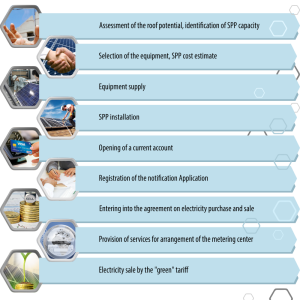 Assessment of the roof potential, identification of SPP capacity
Selection of the equipment, SPP cost estimate
Equipment supply
SPP installation
Opening of a current account
Registration of the notification Application
Entering into the agreement on electricity purchase and sale
Provision of services for arrangement of the metering center
Electricity sale by the "green" tariff